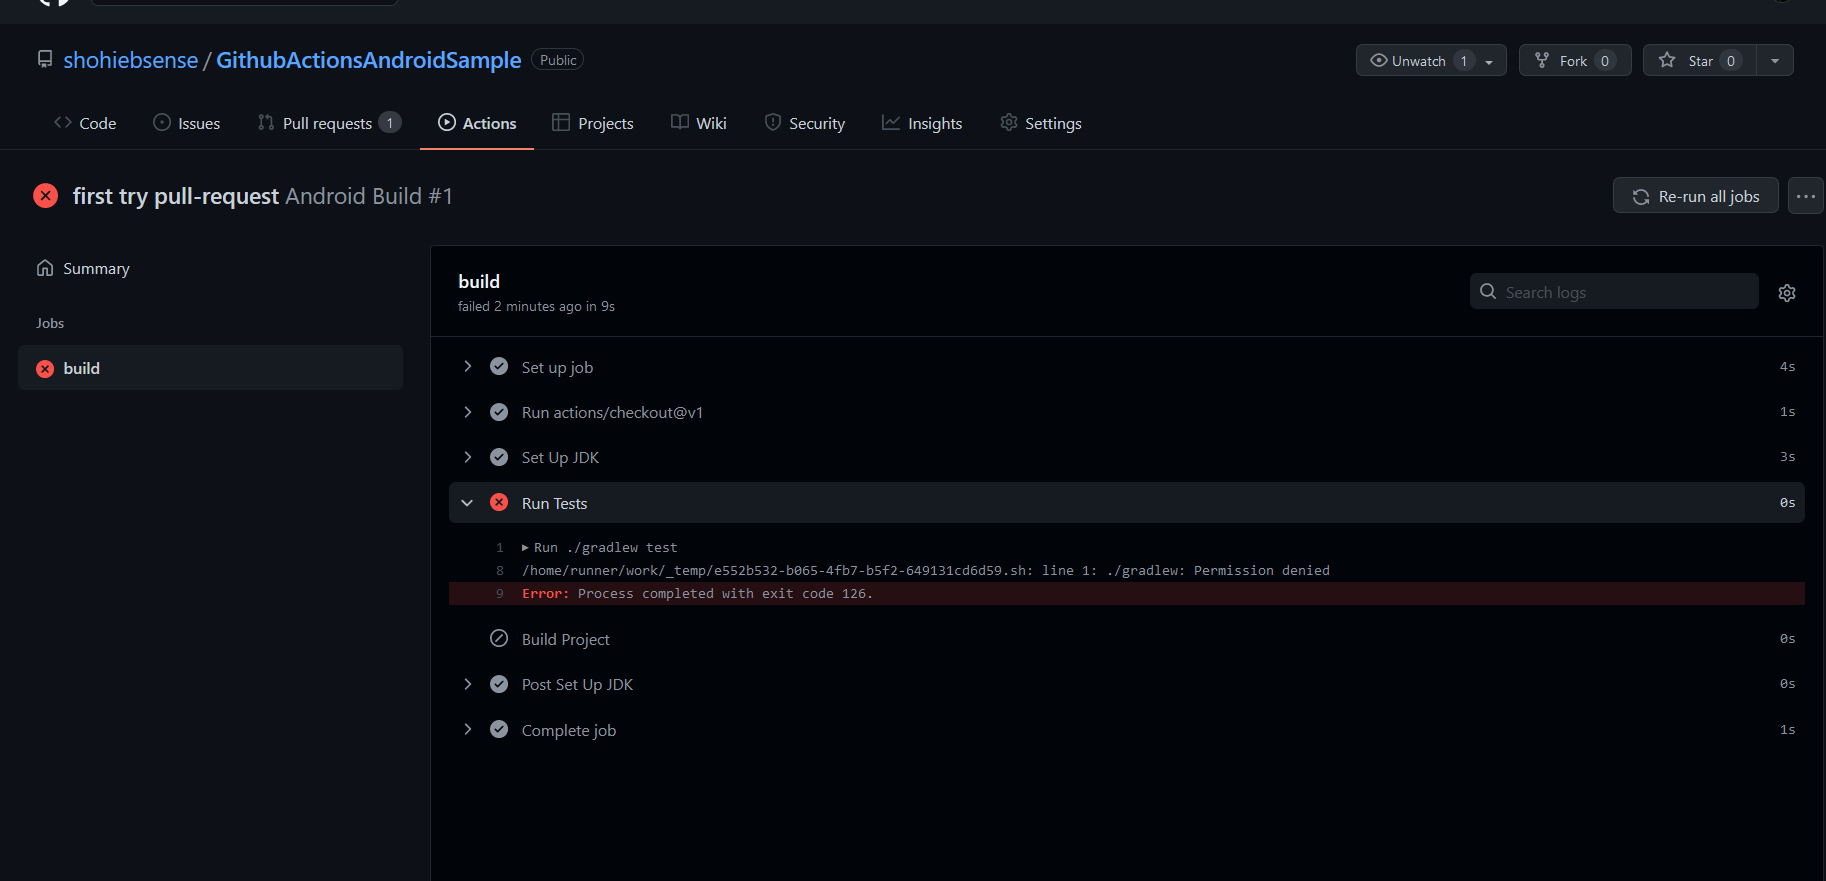 shohiebsense / GithubActionsAndroidSample Public
Unwatch 1 Fork 0 Star 0
Code Issues Pull requests 1 Actions Projects Wiki Security Insights Settings
first try pull-request Android Build #1
Re-run all jobs
Summary
Jobs
build
build
failed 2 minutes ago in 9s
Search logs
Set up job 4s
Run actions/checkout@v1 1s
Set Up JDK 3s
Run Tests 0s
1 Run ./gradlew test
8 /home/runner/work/_temp/e552b532-b065-4fb7-b5f2-649131cd6d59.sh: line 1: ./gradlew: Permission denied
9 Error: Process completed with exit code 126.
Build Project 0s
Post Set Up JDK 0s
Complete job 1s